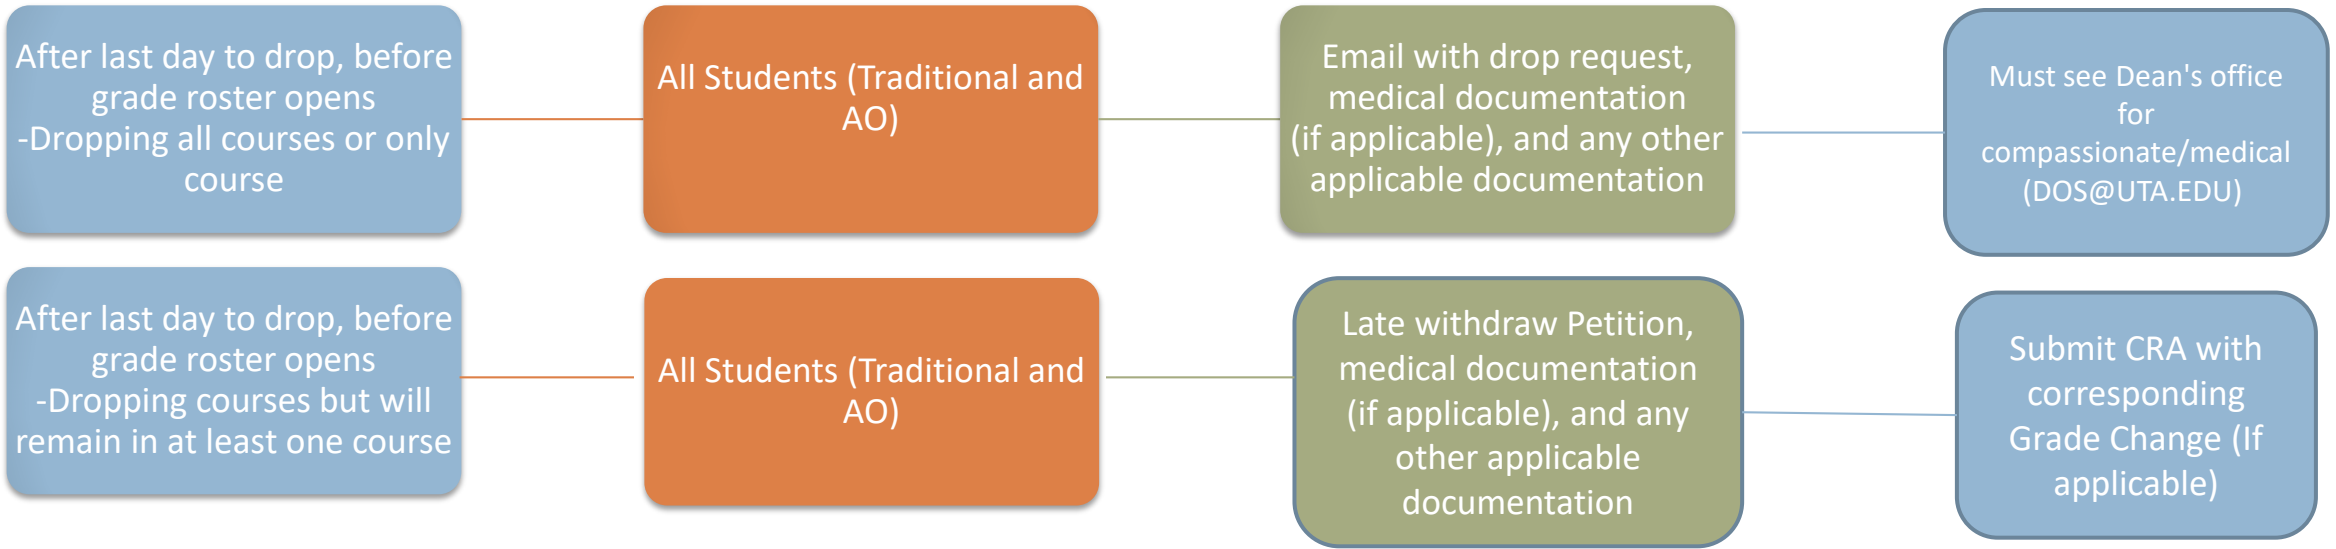 After last day to drop, before
grade roster opens
-Dropping all courses or only
course
All Students (Traditional and
AO)
Email with drop request,
medical documentation
(if applicable), and any other
applicable documentation
Must see Dean's office
for
compassionate/medical
(DOS@UTA.EDU)
After last day to drop, before
grade roster opens
-Dropping courses but will
remain in at least one course
All Students (Traditional and
AO)
Late withdraw Petition,
medical documentation
(if applicable), and any
other applicable
documentation
Submit CRA with
corresponding
Grade Change (If
applicable)